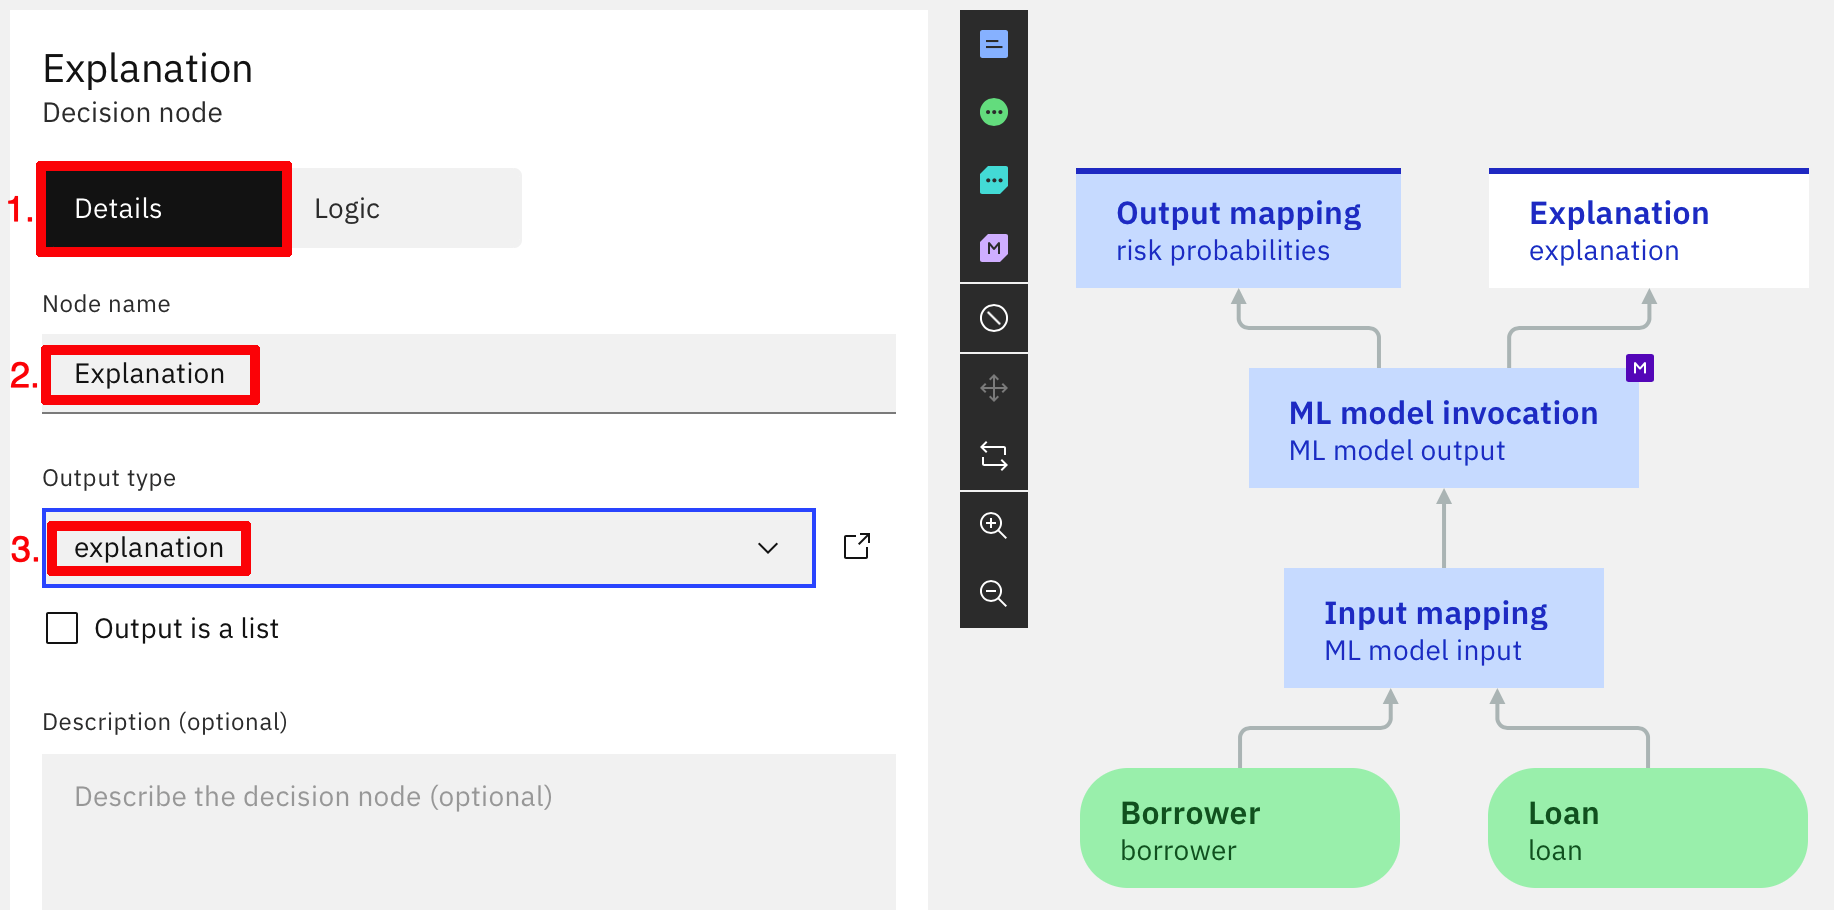 Explanation
Decision node
1.
Details
Logic
Node name
2.
Explanation
Output type
3.
explanation
Output is a list
Description (optional)
Describe the decision node (optional)
M
Output mapping
risk probabilities
Explanation
explanation
M
ML model invocation
ML model output
Input mapping
ML model input
Borrower
borrower
Loan
loan